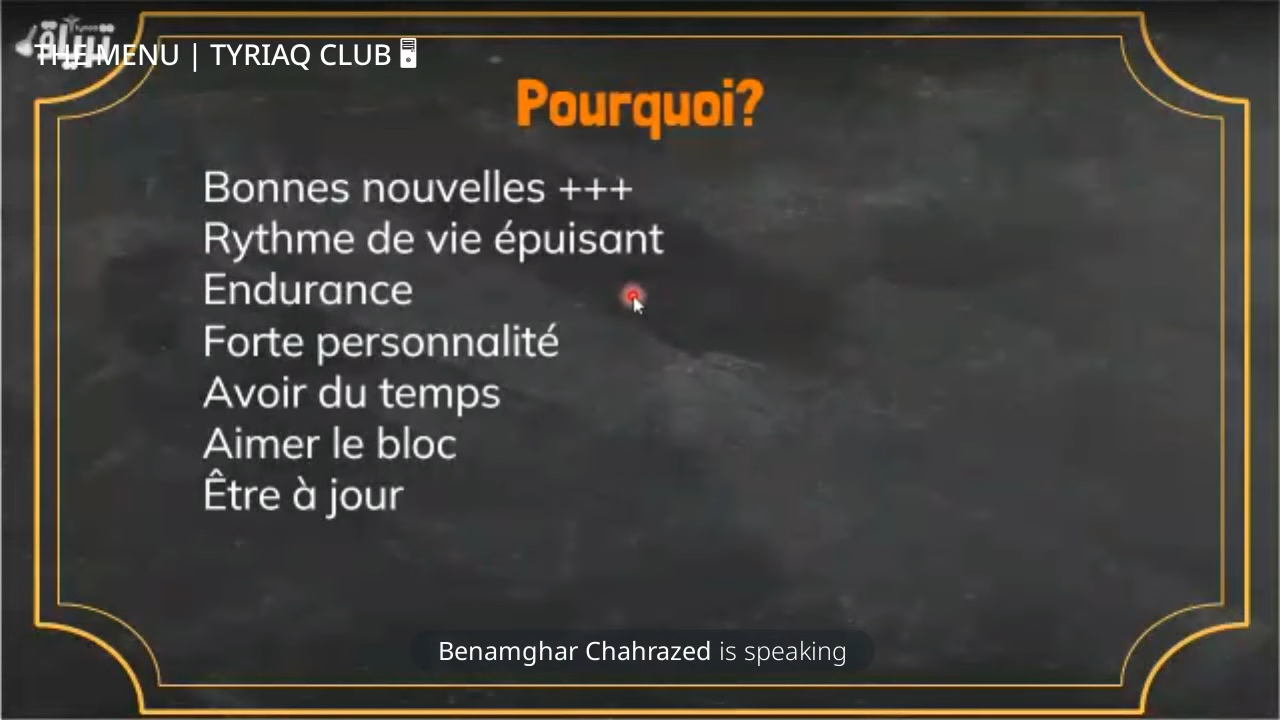 THE MENU | TYRIAQ CLUB
Pourquoi?
Bonnes nouvelles +++
Rythme de vie épuisant
Endurance
Forte personnalité
Avoir du temps
Aimer le bloc
Être à jour
Benamghar Chahrazed is speaking